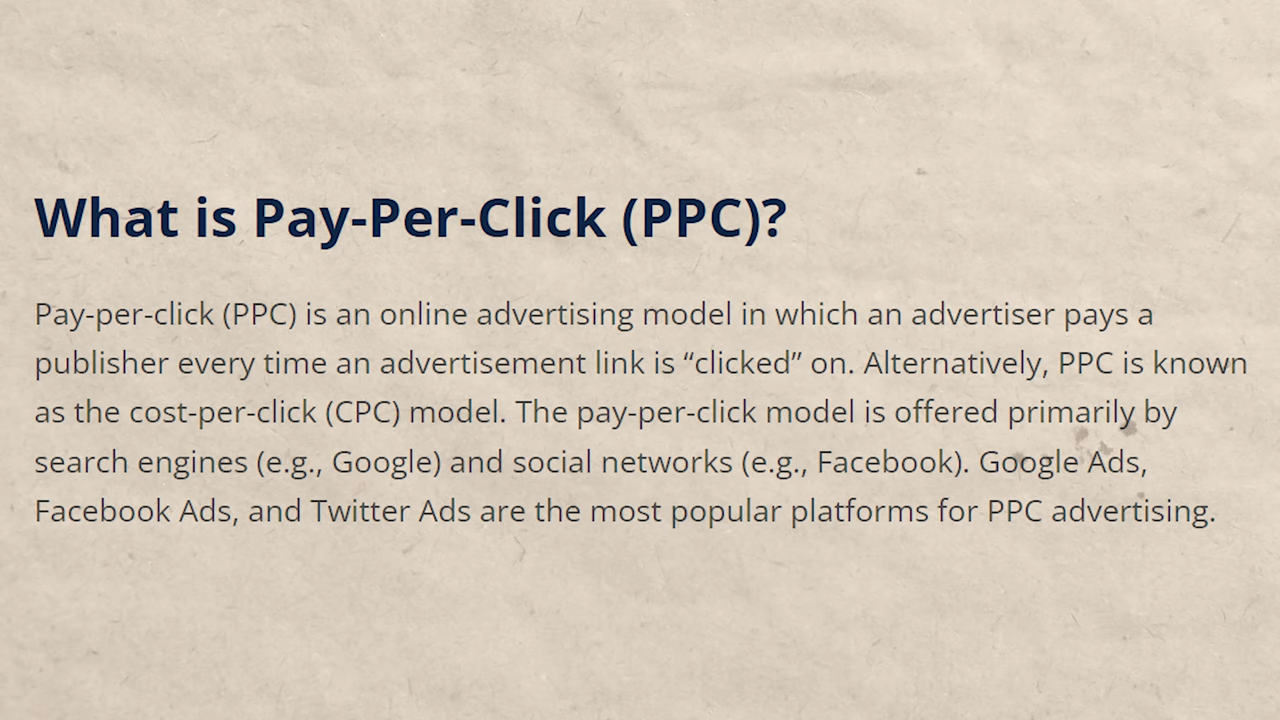 What is Pay-Per-Click (PPC)?
Pay-per-click (PPC) is an online advertising model in which an advertiser pays a
publisher every time an advertisement link is “clicked” on. Alternatively, PPC is known
as the cost-per-click (CPC) model. The pay-per-click model is offered primarily by
search engines (e.g., Google) and social networks (e.g., Facebook). Google Ads,
Facebook Ads, and Twitter Ads are the most popular platforms for PPC advertising.